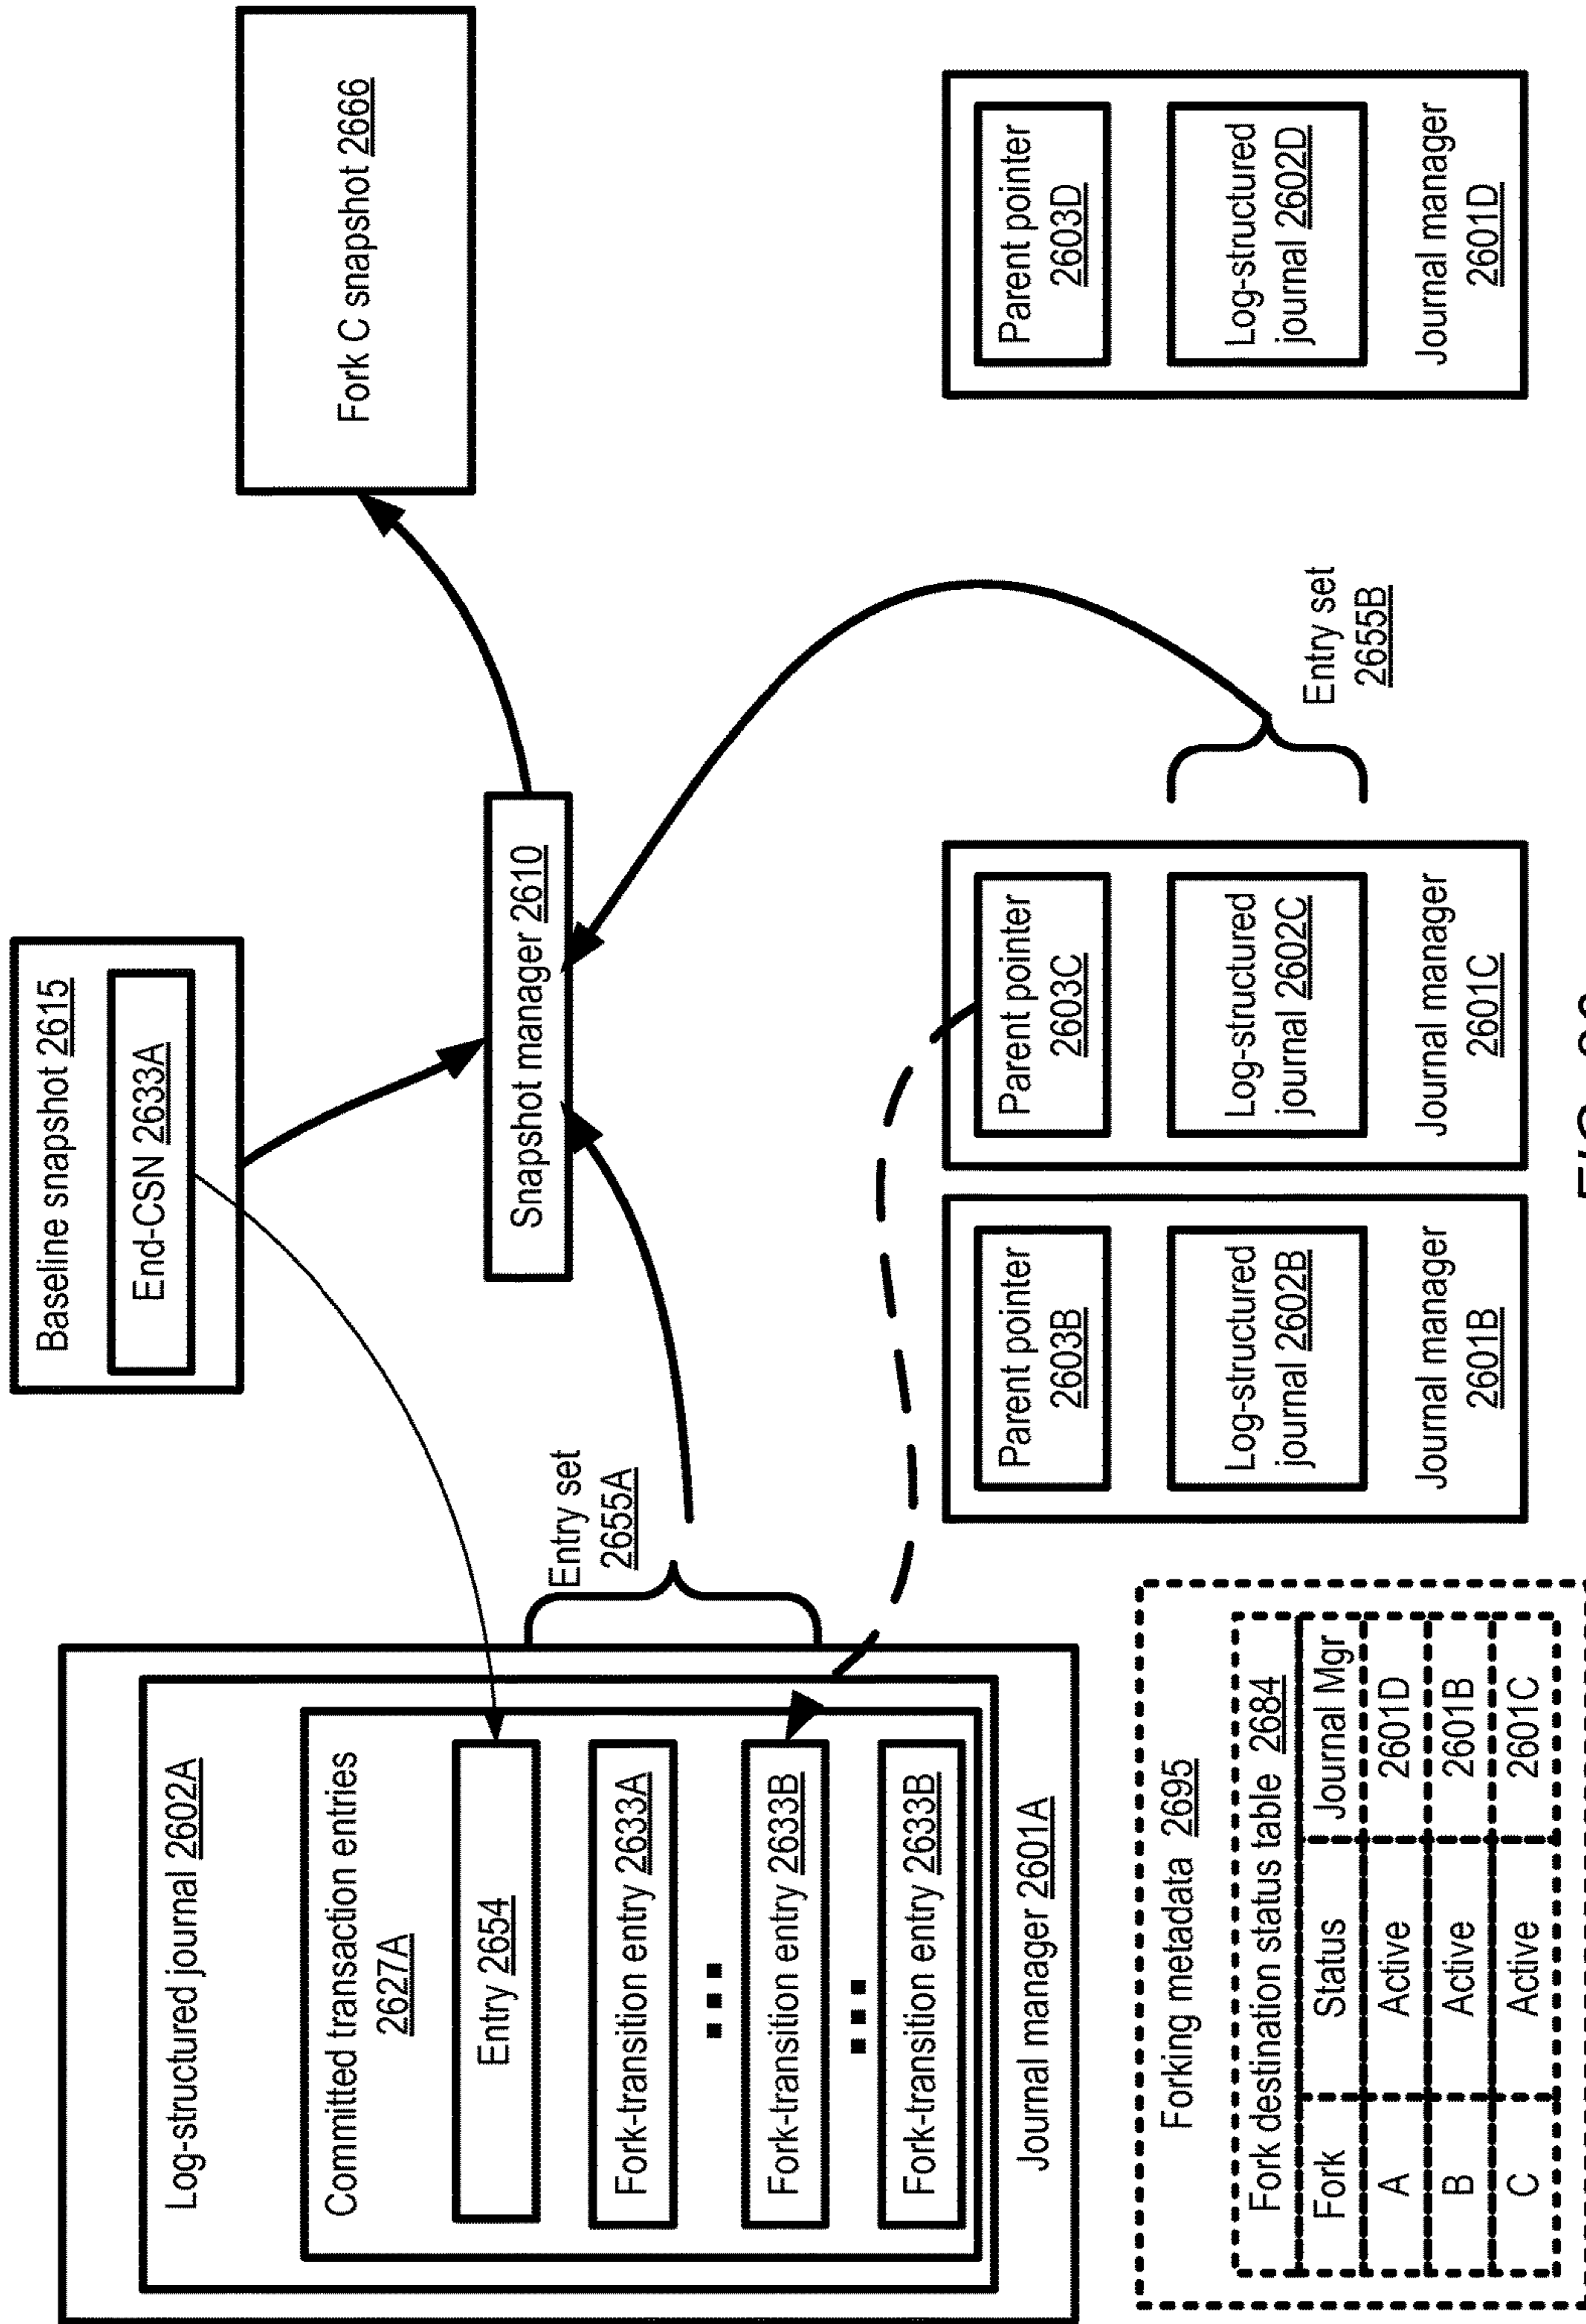 Baseline snapshot 2615
End-CSN 2633A
Fork C snapshot 2666
Log-structured journal 2602A
Committed transaction entries
2627A
Entry 2654
Fork-transition entry 2633A
Fork-transition entry 2633B
Fork-transition entry 2633B
Journal manager 2601A
Entry set
2655A
Snapshot manager 2610
Entry set
2655B
Forking metadata 2695
Fork destination status table 2684
Fork Status Journal Mgr
A Active 2601D
B Active 2601B
C Active 2601C
Parent pointer
2603B
Log-structured
journal 2602B
Journal manager
2601B
Parent pointer
2603C
Log-structured
journal 2602C
Journal manager
2601C
Parent pointer
2603D
Log-structured
journal 2602D
Journal manager
2601D